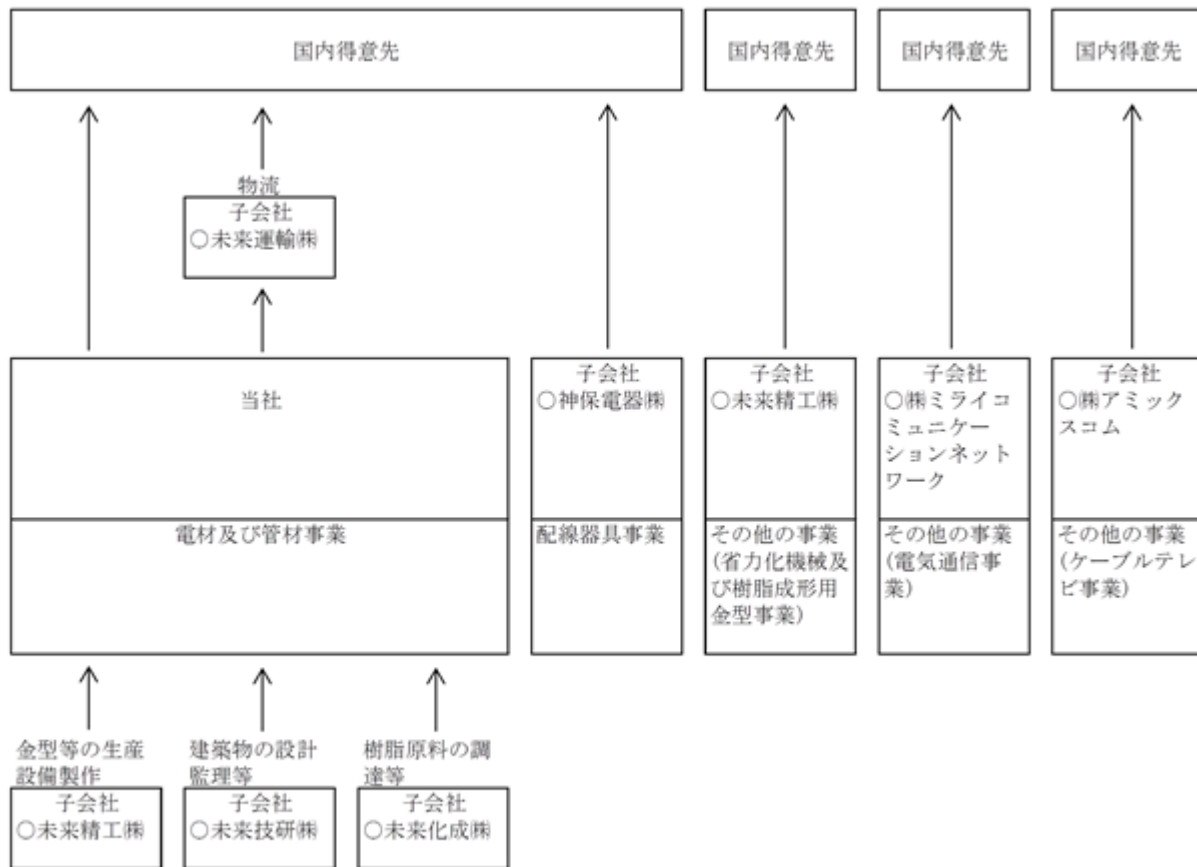 国内得意先
国内得意先
国内得意先
国内得意先
物流
子会社
○未来運輸㈱
当社
電材及び管材事業
子会社
○神保電器㈱
配線器具事業
子会社
○未来精工㈱
その他の事業
(省力化機械及
び樹脂成形用
金型事業)
子会社
○㈱ミライコ
ミュニケー
ションネット
ワーク
その他の事業
(電気通信事
業)
子会社
○㈱アミック
スコム
その他の事業
(ケーブルテレ
ビ事業)
金型等の生産
設備製作
子会社
○未来精工㈱
建築物の設計
監理等
子会社
○未来技研㈱
樹脂原料の調
達等
子会社
○未来化成㈱